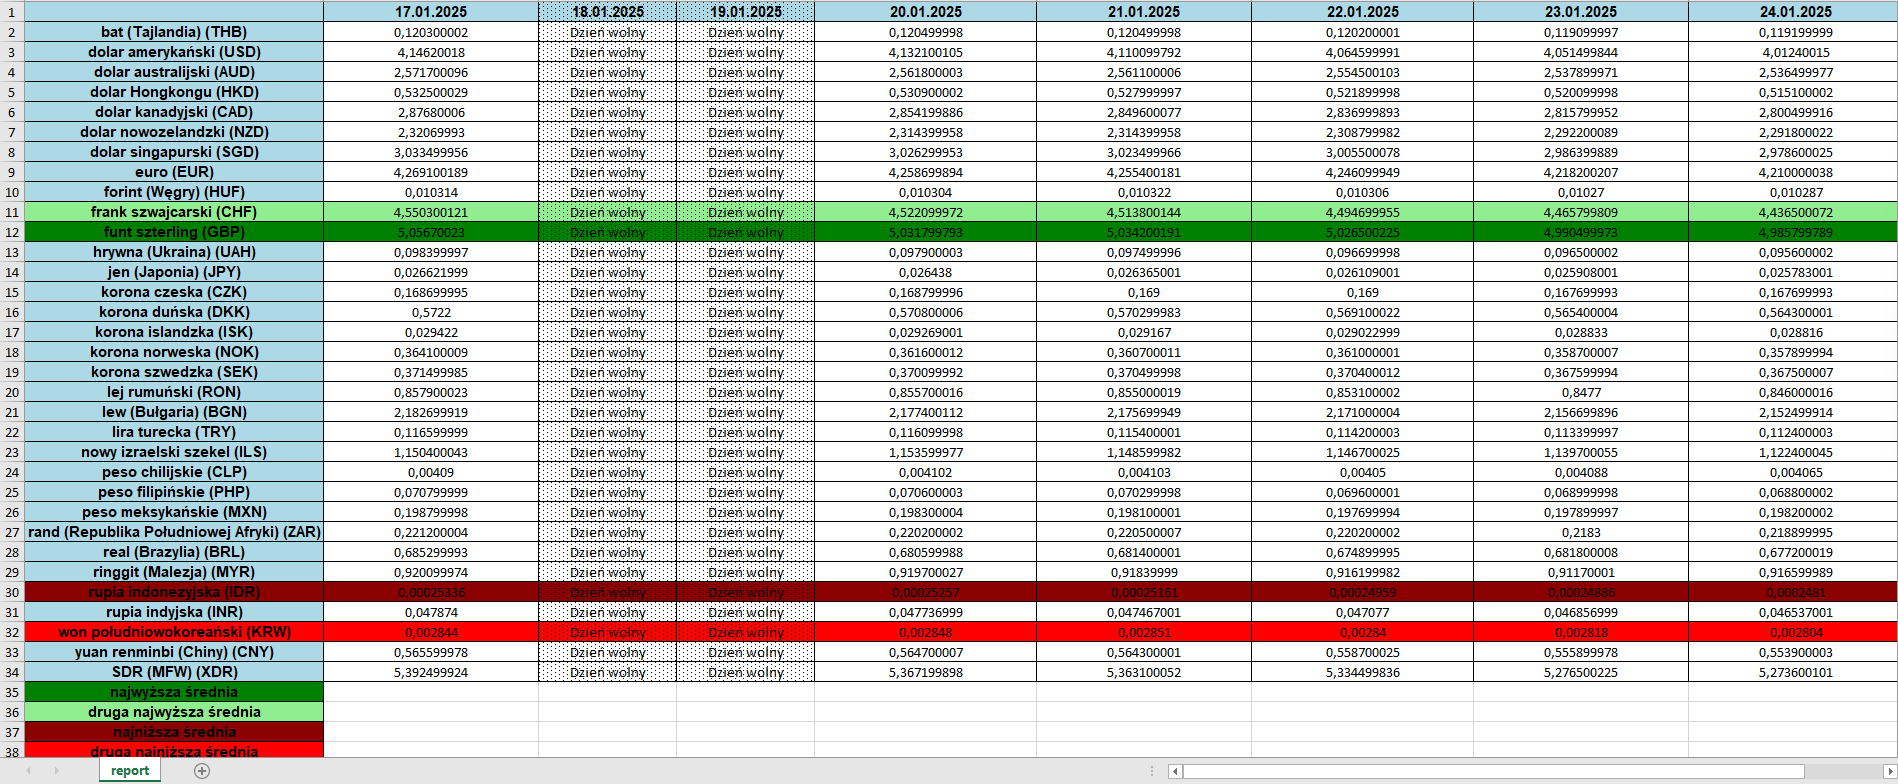 1 17.01.2025 18.01.2025 19.01.2025 20.01.2025 21.01.2025 22.01.2025 23.01.2025 24.01.2025
2 bat (Tajlandia) (THB) 0,120300002 Dzień wolny Dzień wolny 0,120499998 0,120499998 0,120200001 0,119099997 0,119199999
3 dolar amerykański (USD) 4,14620018 Dzień wolny Dzień wolny 4,132100105 4,110099792 4,064599991 4,051499844 4,01240015
4 dolar australijski (AUD) 2,571700096 Dzień wolny Dzień wolny 2,561800003 2,561100006 2,554500103 2,537899971 2,536499977
5 dolar Hongkongu (HKD) 0,532500029 Dzień wolny Dzień wolny 0,530900002 0,527999997 0,521899998 0,520099998 0,515100002
6 dolar kanadyjski (CAD) 2,87680006 Dzień wolny Dzień wolny 2,854199886 2,849600077 2,836699893 2,815799952 2,800499916
7 dolar nowozelandzki (NZD) 2,32069993 Dzień wolny Dzień wolny 2,314399958 2,314399958 2,308799982 2,292200089 2,291800022
8 dolar singapurski (SGD) 3,033499956 Dzień wolny Dzień wolny 3,026299953 3,023499966 3,005500078 2,986399889 2,978600025
9 euro (EUR) 4,269100189 Dzień wolny Dzień wolny 4,258699894 4,255400181 4,246099949 4,218200207 4,210000038
10 forint (Węgry) (HUF) 0,010314 Dzień wolny Dzień wolny 0,010304 0,010322 0,010306 0,01027 0,010287
11 frank szwajcarski (CHF) 4,550300121 Dzień wolny Dzień wolny 4,522099972 4,513800144 4,494699955 4,465799809 4,436500072
12 funt szterling (GBP) 5,05670023 Dzień wolny Dzień wolny 5,031799793 5,034200191 5,026500225 4,990499973 4,985799789
13 hrywna (Ukraina) (UAH) 0,098399997 Dzień wolny Dzień wolny 0,097900003 0,097499996 0,096699998 0,096500002 0,095600002
14 jen (Japonia) (JPY) 0,026621999 Dzień wolny Dzień wolny 0,026438 0,026365001 0,026109001 0,025908001 0,025783001
15 korona czeska (CZK) 0,168699995 Dzień wolny Dzień wolny 0,168799996 0,169 0,169 0,167699993 0,167699993
16 korona duńska (DKK) 0,5722 Dzień wolny Dzień wolny 0,570800006 0,570299983 0,569100022 0,565400004 0,564300001
17 korona islandzka (ISK) 0,029422 Dzień wolny Dzień wolny 0,029269001 0,029167 0,029022999 0,028833 0,028816
18 korona norweska (NOK) 0,364100009 Dzień wolny Dzień wolny 0,361600012 0,360700011 0,361000001 0,358700007 0,357899994
19 korona szwedzka (SEK) 0,371499985 Dzień wolny Dzień wolny 0,370099992 0,370499998 0,370400012 0,367599994 0,367500007
20 lej rumuński (RON) 0,857900023 Dzień wolny Dzień wolny 0,855700016 0,855000019 0,853100002 0,8477 0,846000016
21 lew (Bułgaria) (BGN) 2,182699919 Dzień wolny Dzień wolny 2,177400112 2,175699949 2,171000004 2,156699896 2,152499914
22 lira turecka (TRY) 0,116599999 Dzień wolny Dzień wolny 0,116099998 0,115400001 0,114200003 0,113399997 0,112400003
23 nowy izraelski szekel (ILS) 1,150400043 Dzień wolny Dzień wolny 1,153599977 1,148599982 1,146700025 1,139700055 1,122400045
24 peso chilijskie (CLP) 0,00409 Dzień wolny Dzień wolny 0,004102 0,004103 0,00405 0,004088 0,004065
25 peso filipińskie (PHP) 0,070799999 Dzień wolny Dzień wolny 0,070600003 0,070299998 0,069600001 0,068999998 0,068800002
26 peso meksykańskie (MXN) 0,198799998 Dzień wolny Dzień wolny 0,198300004 0,198100001 0,197699994 0,197899997 0,198200002
27 rand (Republika Południowej Afryki) (ZAR) 0,221200004 Dzień wolny Dzień wolny 0,220200002 0,220500007 0,220200002 0,2183 0,218899995
28 real (Brazylia) (BRL) 0,685299993 Dzień wolny Dzień wolny 0,680599988 0,681400001 0,674899995 0,681800008 0,677200019
29 ringgit (Malezja) (MYR) 0,920099974 Dzień wolny Dzień wolny 0,919700027 0,91839999 0,916199982 0,91170001 0,916599989
30 rupia indonezyjska (IDR) 0,00025336 Dzień wolny Dzień wolny 0,00025257 0,00025161 0,00024959 0,00024886 0,0002481
31 rupia indyjska (INR) 0,047874 Dzień wolny Dzień wolny 0,047736999 0,047467001 0,047077 0,046856999 0,046537001
32 won południowokoreański (KRW) 0,002844 Dzień wolny Dzień wolny 0,002848 0,002851 0,00284 0,002818 0,002804
33 yuan renminbi (Chiny) (CNY) 0,565599978 Dzień wolny Dzień wolny 0,564700007 0,564300001 0,558700025 0,555899978 0,553900003
34 SDR (MFW) (XDR) 5,392499924 Dzień wolny Dzień wolny 5,367199898 5,363100052 5,334499836 5,276500225 5,273600101
35 najwyższa średnia
36 druga najwyższa średnia
37 najniższa średnia
38 druga najniższa średnia
report